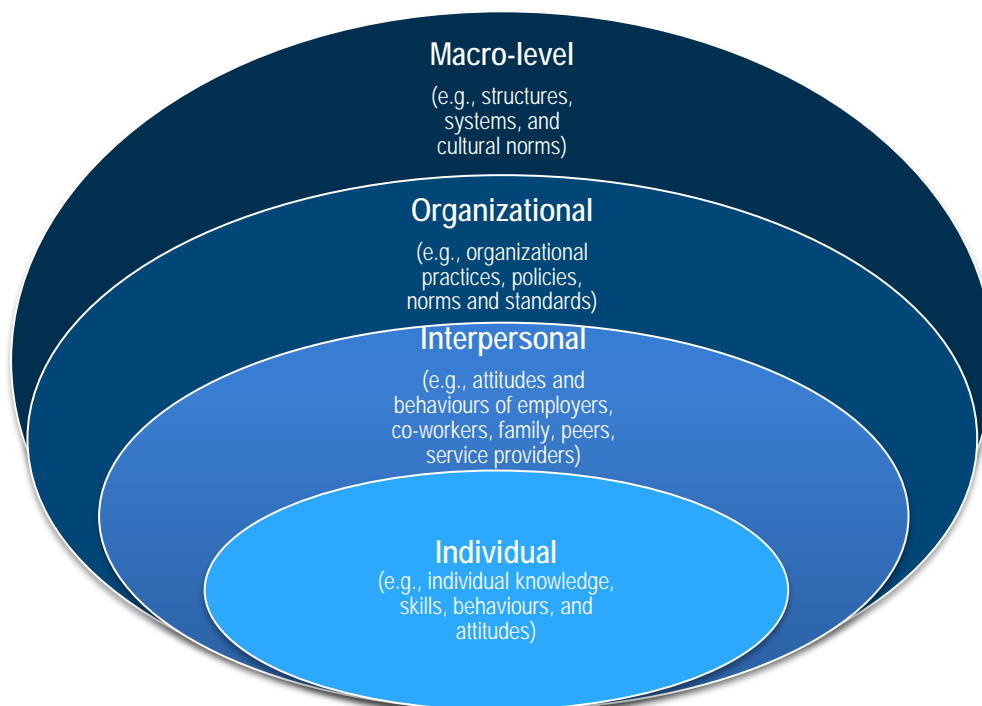 Macro-level
(e.g., structures,
systems, and
cultural norms)
Organizational
(e.g., organizational
practices, policies,
norms and standards)
Interpersonal
(e.g., attitudes and
behaviours of employers,
co-workers, family, peers,
service providers)
Individual
(e.g., individual knowledge,
skills, behaviours, and
attitudes)